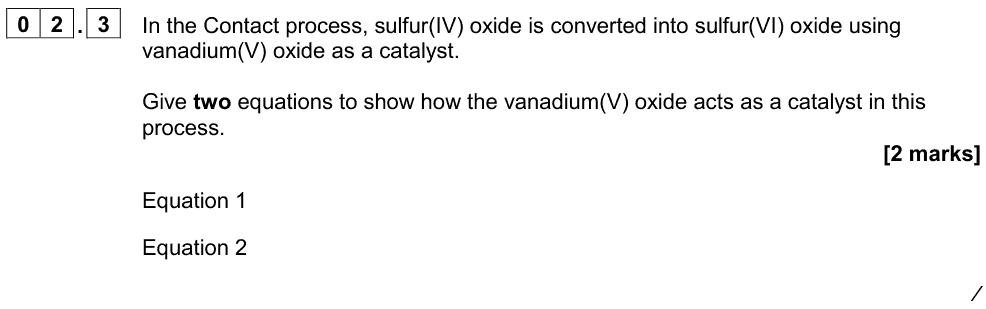 0 2 . 3 In the Contact process, sulfur(IV) oxide is converted into sulfur(VI) oxide using
vanadium(V) oxide as a catalyst.
Give two equations to show how the vanadium(V) oxide acts as a catalyst in this
process.
[2 marks]
Equation 1
Equation 2
/